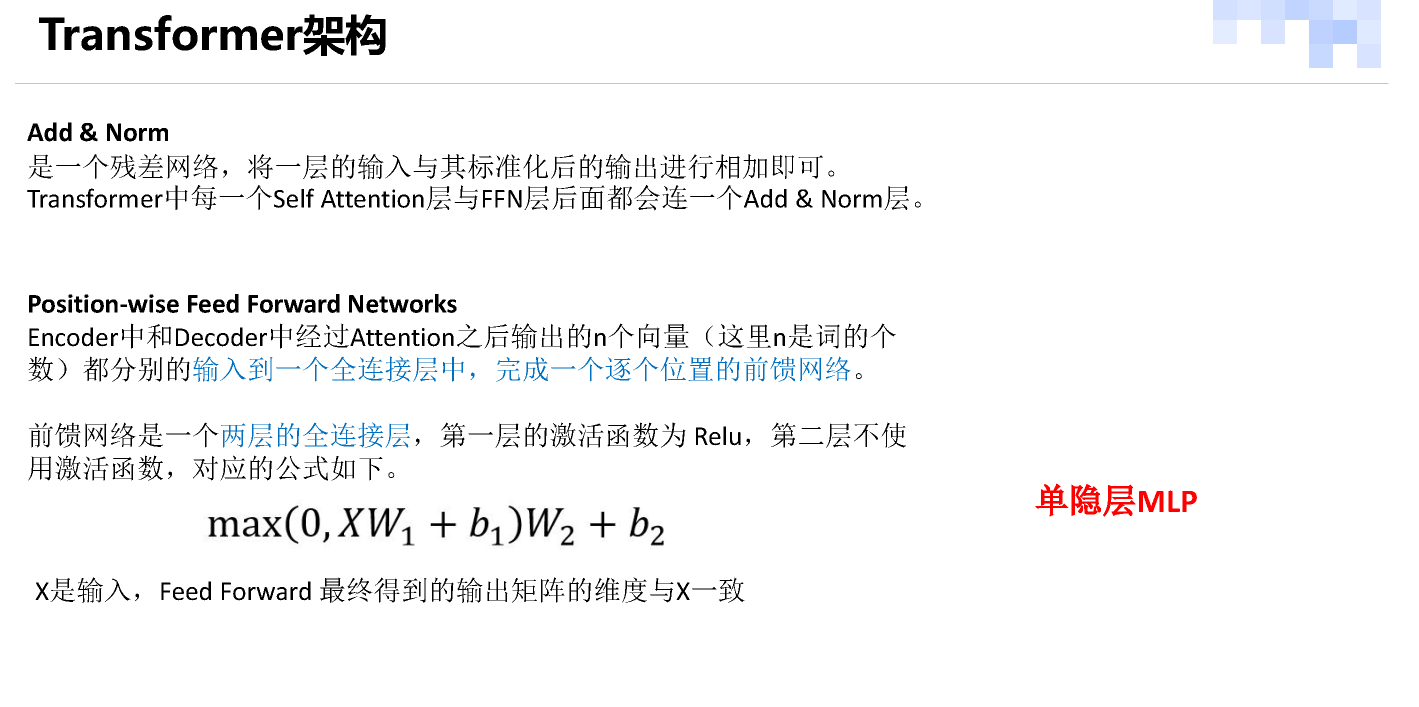 Transformer架构
Add & Norm
是一个残差网络，将一层的输入与其标准化后的输出进行相加即可。
Transformer中每一个Self Attention层与FFN层后面都会连一个Add & Norm层。
Position-wise Feed Forward Networks
Encoder中和Decoder中经过Attention之后输出的n个向量（这里n是词的个
数）都分别的输入到一个全连接层中，完成一个逐个位置的前馈网络。
前馈网络是一个两层的全连接层，第一层的激活函数为 Relu，第二层不使
用激活函数，对应的公式如下。
单隐层MLP
max(0, XW₁ + b₁)W₂ + b₂
X是输入，Feed Forward 最终得到的输出矩阵的维度与X一致